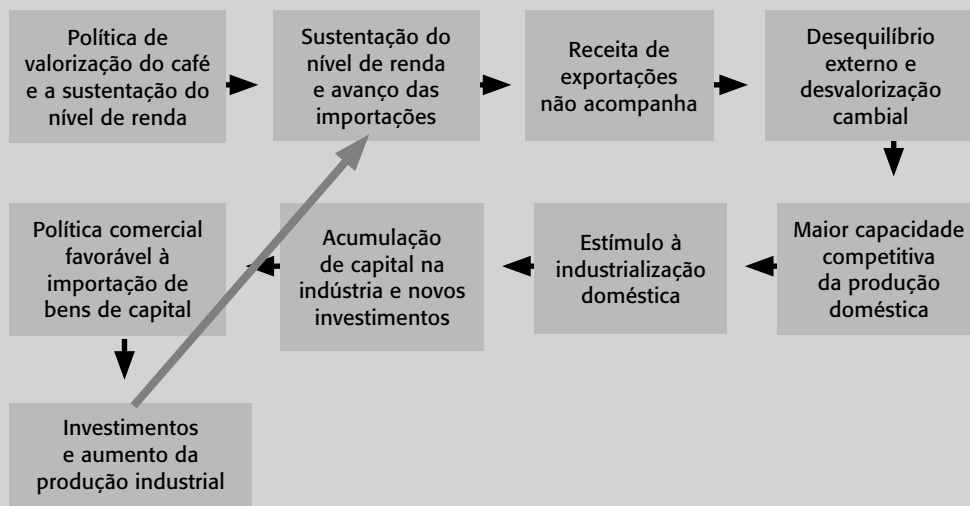 Política de
valorização do café
e a sustentação do
nível de renda
Sustentação do
nível de renda
e avanço das
importações
Receita de
exportações
não acompanha
Desequilíbrio
externo e
desvalorização
cambial
Maior capacidade
competitiva
da produção
doméstica
Estímulo à
industrialização
doméstica
Acumulação
de capital na
indústria e novos
investimentos
Política comercial
favorável à
importação de
bens de capital
Investimentos
e aumento da
produção industrial